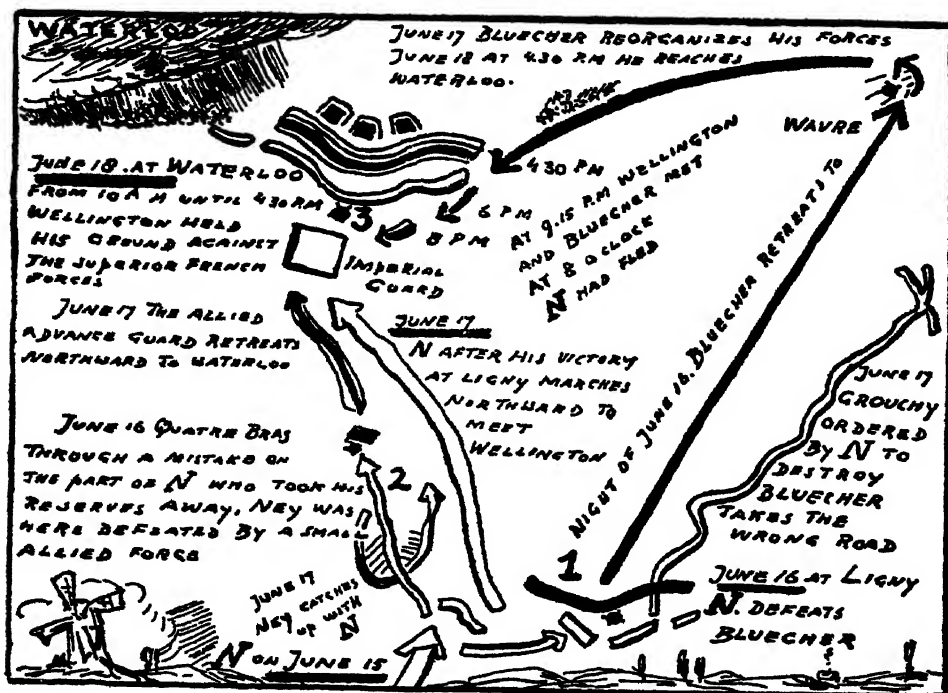 WATERLOO
JUNE 17 BLUECHER REORGANIZES HIS FORCES
JUNE 18 AT 4.30 P.M HE REACHES
WATERLOO.
WAVRE
4 30 PM
6 PM
8 PM
AT 9.15 P.M WELLINGTON
AND BLUECHER MET
AT 8 OCLOCK
N HAD FLED
JUNE 18. AT WATERLOO
FROM 10 A M UNTIL 4 30 P.M
WELLINGTON HELD
HIS GROUND AGAINST
THE SUPERIOR FRENCH
FORCES
3
IMPERIAL
GUARD
JUNE 17 THE ALLIED
ADVANCE GUARD RETREATS
NORTHWARD TO WATERLOO
JUNE 17
N AFTER HIS VICTORY
AT LIGNY MARCHES
NORTHWARD TO
MEET
WELLINGTON
NIGHT OF JUNE 16. BLUECHER RETREATS TO
JUNE 17
GROUCHY
ORDERED
BY N TO
DESTROY
BLUECHER
TAKES THE
WRONG ROAD
JUNE 16 QUATRE BRAS
THROUGH A MISTAKE ON
THE PART OF N WHO TOOK HIS
RESERVES AWAY, NEY WAS
HERE DEFEATED BY A SMALL
ALLIED FORCE
2
1
JUNE 17
NEY CATCHES
UP WITH
N
JUNE 16 AT LIGNY
N. DEFEATS
BLUECHER
N ON JUNE 15